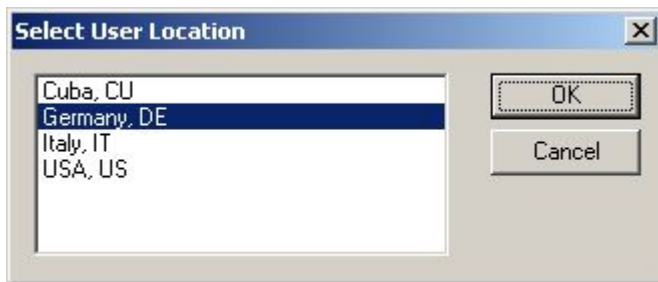 Select User Location
Cuba, CU
Germany, DE
Italy, IT
USA, US
OK
Cancel